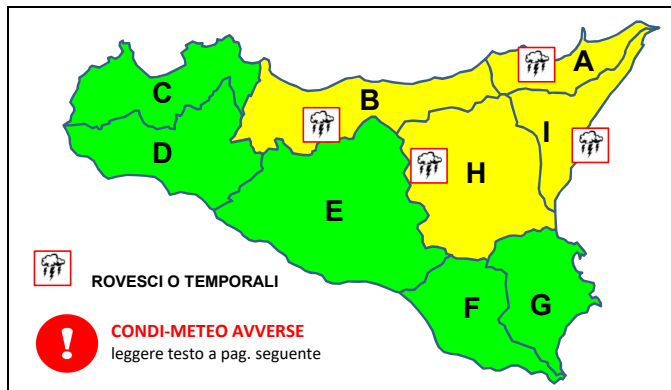 A
C
B
I
D
H
E
F
G
ROVESCI O TEMPORALI
CONDI-METEO AVVERSE
leggere testo a pag. seguente